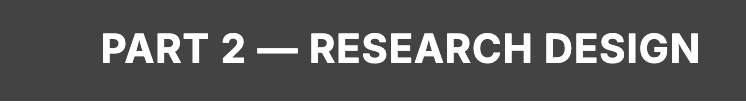 PART 2 — RESEARCH DESIGN